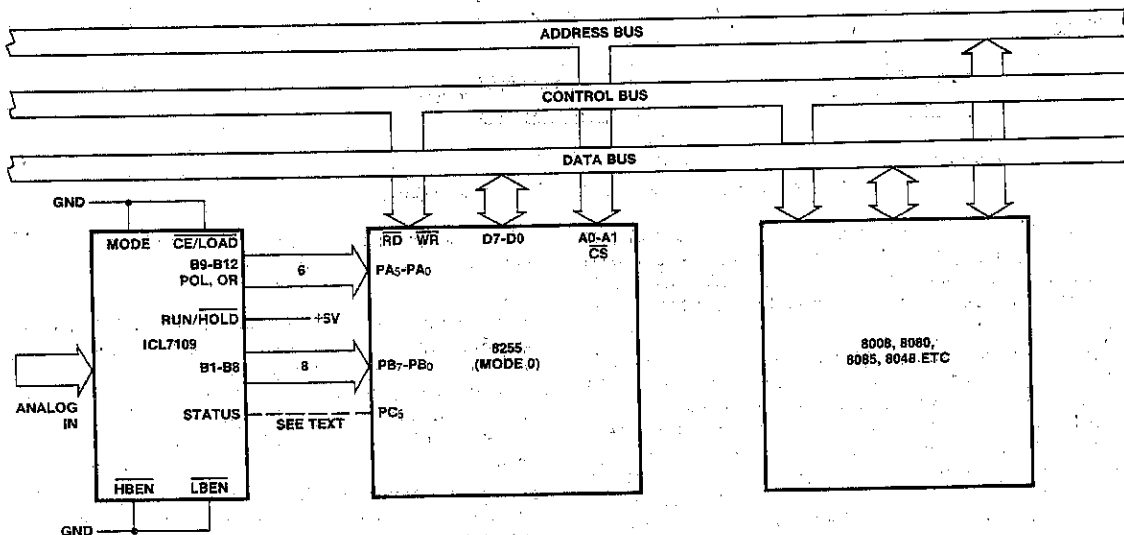 ADDRESS BUS
CONTROL BUS
DATA BUS
GND
MODE
CE/LOAD
B9-B12
POL, OR
6
RUN/HOLD
+5V
ICL7109
B1-B8
8
STATUS
SEE TEXT
ANALOG
IN
HBEN
LBEN
GND
RD
WR
D7-D0
A0-A1
CS
PA5-PA0
8255
(MODE 0)
PB7-PB0
PC5
8008, 8080,
8085, 8048 ETC